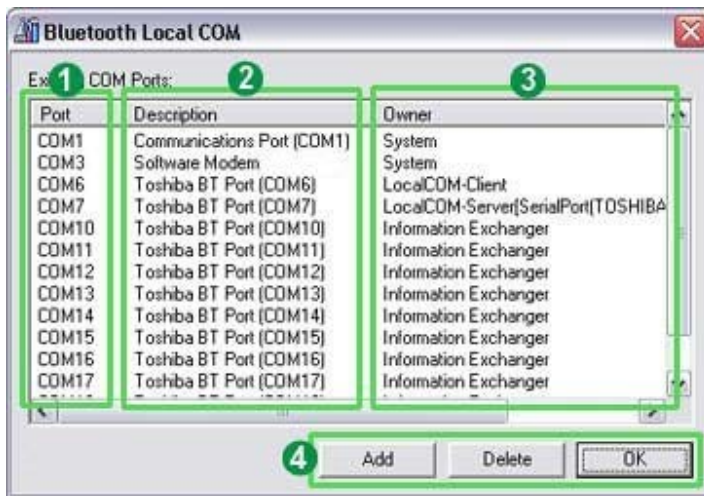 Bluetooth Local COM
COM Ports:
1 2 3
Port Description Owner
COM1 Communications Port (COM1) System
COM3 Software Modem System
COM6 Toshiba BT Port (COM6) LocalCOM-Client
COM7 Toshiba BT Port (COM7) LocalCOM-Server(SerialPort(TOSHIBA
COM10 Toshiba BT Port (COM10) Information Exchanger
COM11 Toshiba BT Port (COM11) Information Exchanger
COM12 Toshiba BT Port (COM12) Information Exchanger
COM13 Toshiba BT Port (COM13) Information Exchanger
COM14 Toshiba BT Port (COM14) Information Exchanger
COM15 Toshiba BT Port (COM15) Information Exchanger
COM16 Toshiba BT Port (COM16) Information Exchanger
COM17 Toshiba BT Port (COM17) Information Exchanger
4 Add Delete OK